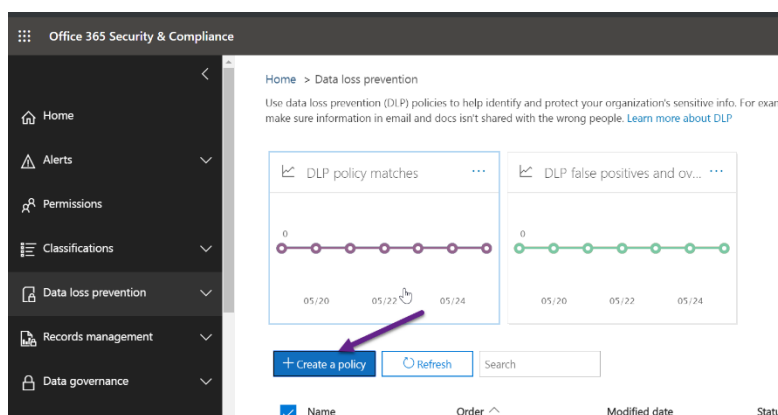 Office 365 Security & Compliance
Home
Alerts
Permissions
Classifications
Data loss prevention
Records management
Data governance
Home > Data loss prevention
Use data loss prevention (DLP) policies to help identify and protect your organization's sensitive info. For exam
make sure information in email and docs isn't shared with the wrong people. Learn more about DLP
DLP policy matches ...
0
05/20 05/22 05/24
DLP false positives and ov... ...
0
05/20 05/22 05/24
+ Create a policy
Refresh
Search
Name Order Modified date Statu